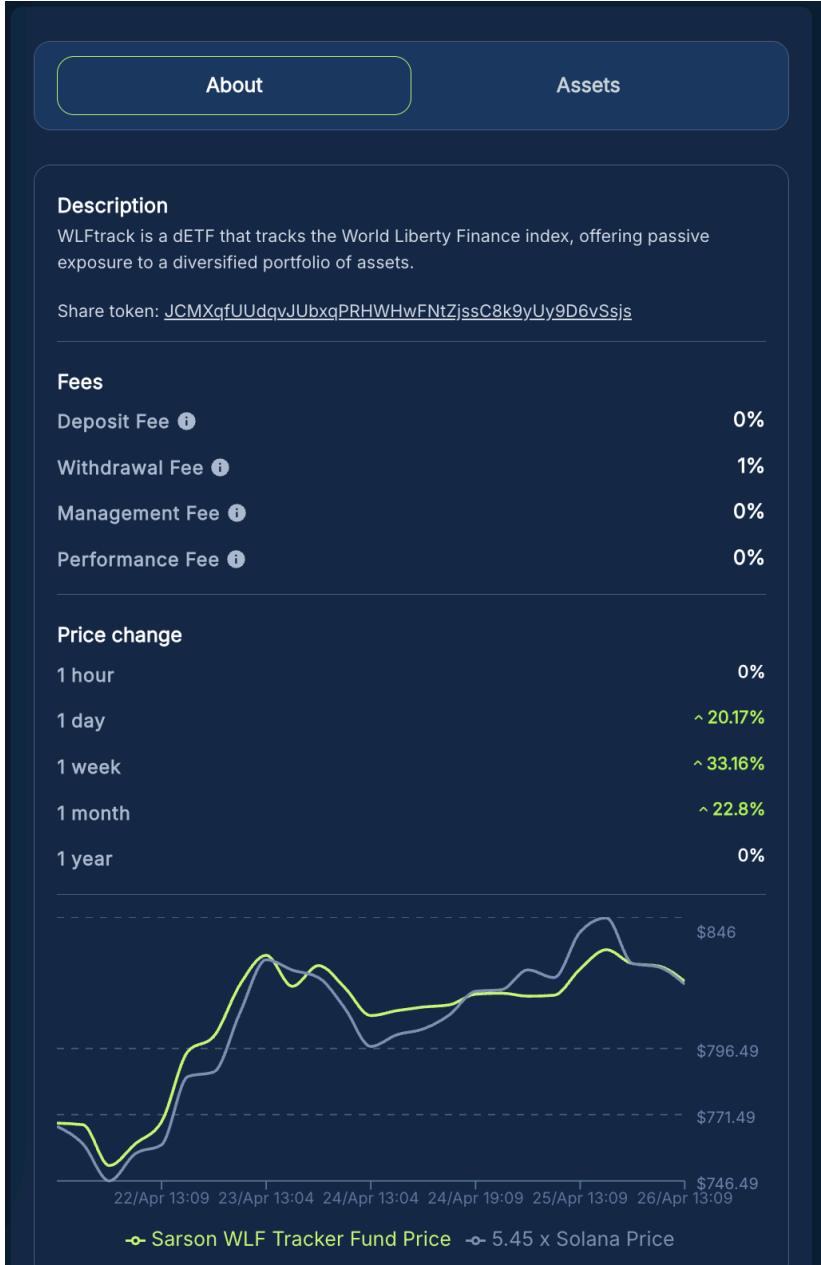 About Assets
Description
WLFtrack is a dETF that tracks the World Liberty Finance index, offering passive
exposure to a diversified portfolio of assets.
Share token: JCMXqfUUdqvJUbxqPRHWHwFNtZjssC8k9yUy9D6vSsjs
Fees
Deposit Fee 0%
Withdrawal Fee 1%
Management Fee 0%
Performance Fee 0%
Price change
1 hour 0%
1 day 20.17%
1 week 33.16%
1 month 22.8%
1 year 0%
$846
$796.49
$771.49
$746.49
22/Apr 13:09 23/Apr 13:04 24/Apr 13:04 24/Apr 19:09 25/Apr 13:09 26/Apr 13:09
Sarson WLF Tracker Fund Price 5.45 x Solana Price